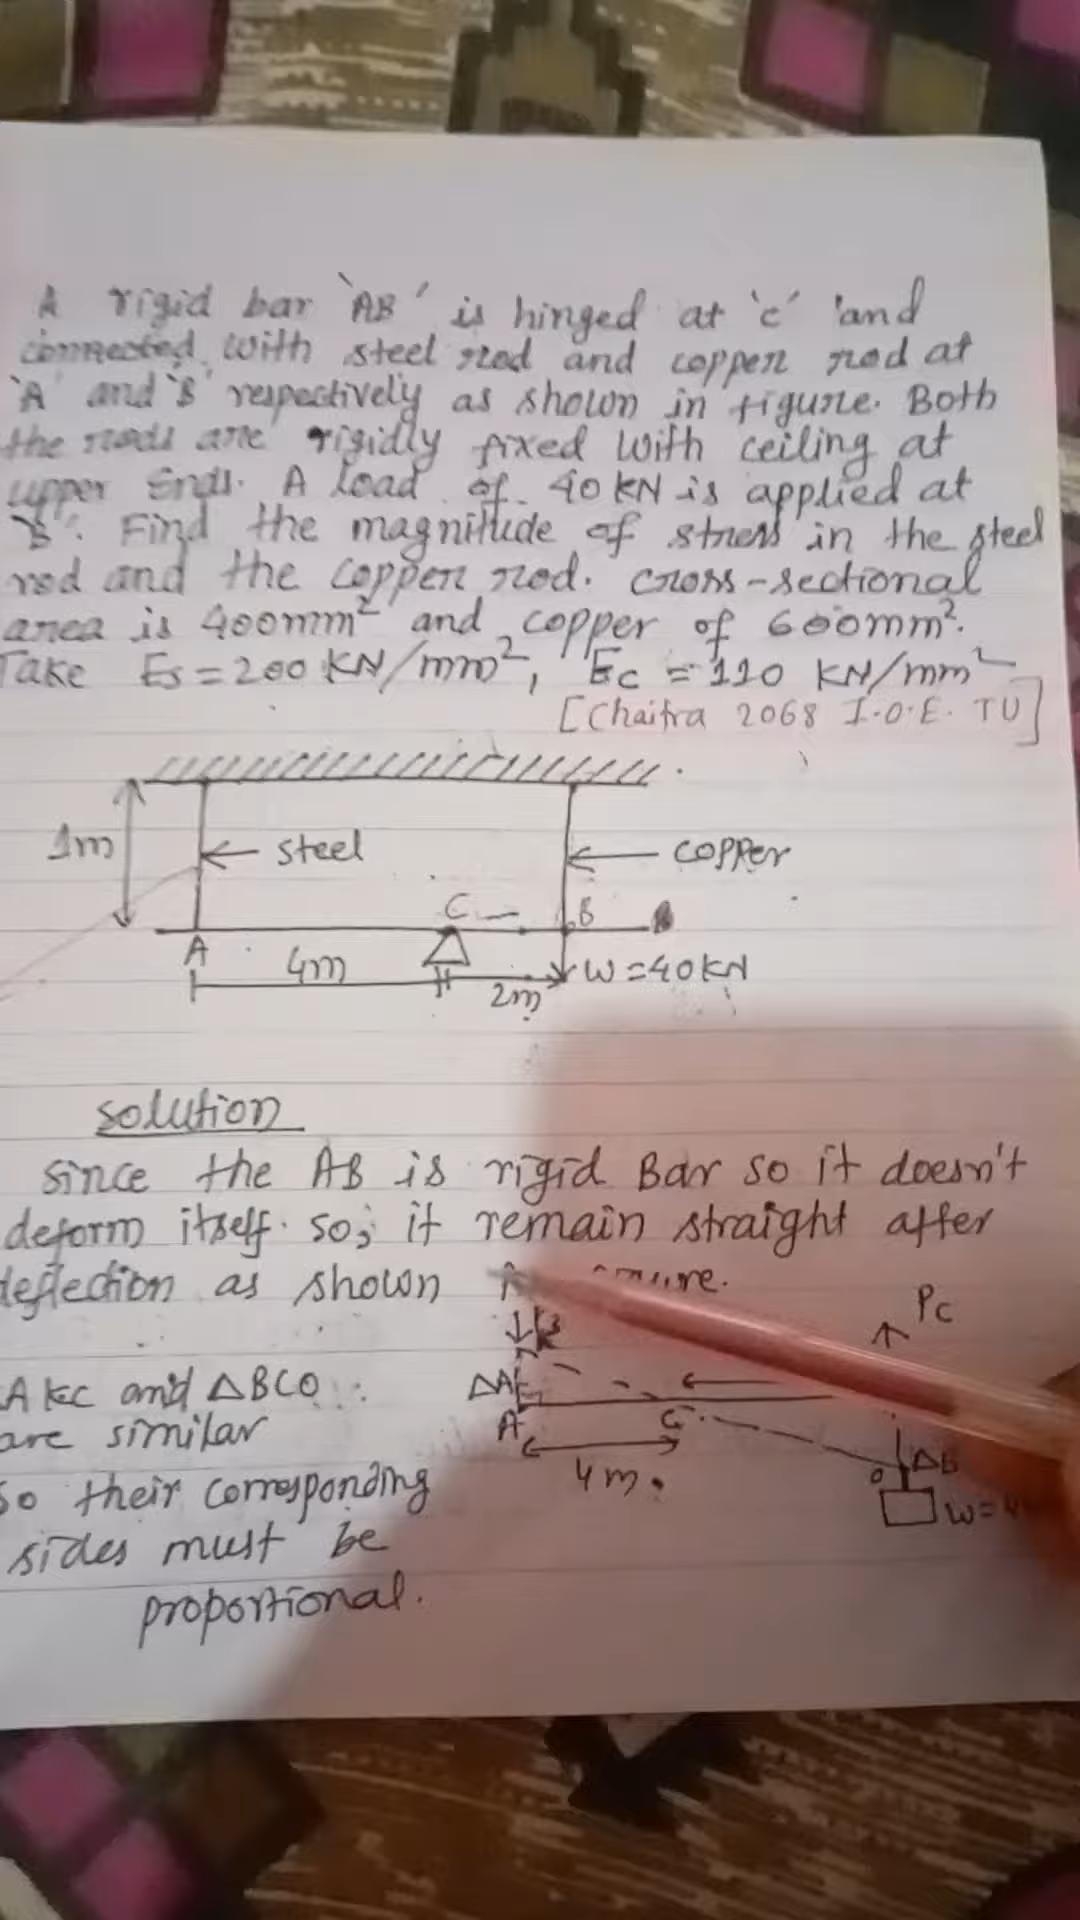 A rigid bar `AB' is hinged at 'c' 'and
connected with steel rod and copper rod at
'A' and 'B' respectively as shown in figure. Both
the rods are rigidly fixed with ceiling at
upper Ends. A load of 40 KN is applied at
'B'. Find the magnitude of stress in the steel
rod and the copper rod. cross-sectional
area is 400mm² and copper of 600mm².
Take Es = 200 KN/mm², Ec = 110 KN/mm²
[Chaitra 2068 I.O.E. TU]
1m
steel
copper
C
B
A
4m
2m
W = 40KN
solution
since the AB is rigid Bar so it doesn't
deform itself. so; it remain straight after
deflection as shown
Pc
AKC and ΔBCO
are similar
so their corresponding
sides must be
proportional.
ΔA
A
C
4m.
O
ΔB
W=